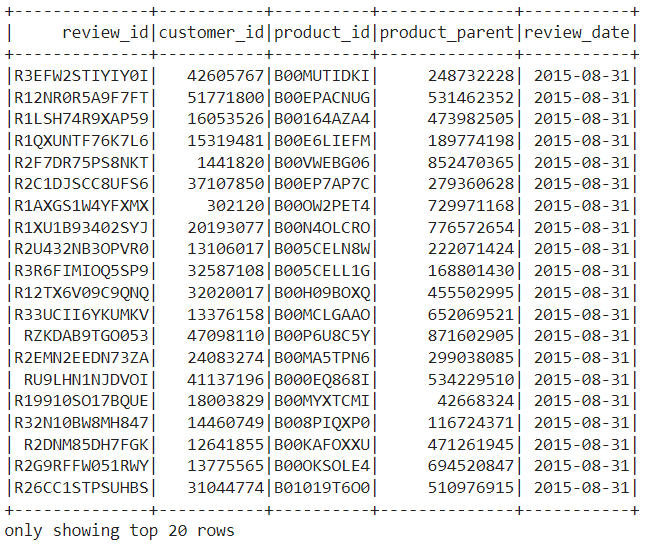 +--------------+-----------+----------+--------------+-----------+
|     review_id|customer_id|product_id|product_parent|review_date|
+--------------+-----------+----------+--------------+-----------+
|R3EFW2STIYIY0I|   42605767|B00MUTIDKI|     248732228| 2015-08-31|
|R12NR0R5A9F7FT|   51771800|B00EPACNUG|     531462352| 2015-08-31|
|R1LSH74R9XAP59|   16053526|B00164AZA4|     473982505| 2015-08-31|
|R1QXUNTF76K7L6|   15319481|B00E6LIEFM|     189774198| 2015-08-31|
|R2F7DR75PS8NKT|    1441820|B00VWEBG06|     852470365| 2015-08-31|
|R2C1DJSCC8UFS6|   37107850|B00EP7AP7C|     279360628| 2015-08-31|
|R1AXGS1W4YFXMX|     302120|B00OW2PET4|     729971168| 2015-08-31|
|R1XU1B93402SYJ|   20193077|B00N4OLCRO|     776572654| 2015-08-31|
|R2U432NB3OPVR0|   13106017|B005CELN8W|     222071424| 2015-08-31|
|R3R6FIMIOQ5SP9|   32587108|B005CELL1G|     168801430| 2015-08-31|
|R12TX6V09C9QNQ|   32020017|B00H09BOXQ|     455502995| 2015-08-31|
|R33UCII6YKUMKV|   13376158|B00MCLGAAO|     652069521| 2015-08-31|
| RZKDAB9TGO053|   47098110|B00P6U8C5Y|     871602905| 2015-08-31|
|R2EMN2EEDN73ZA|   24083274|B00MA5TPN6|     299038085| 2015-08-31|
| RU9LHN1NJDVOI|   41137196|B000EQ868I|     534229510| 2015-08-31|
|R19910SO17BQUE|   18003829|B00MYXTCMI|      42668324| 2015-08-31|
|R32N10BW8MH847|   14460749|B008PIQXP0|     116724371| 2015-08-31|
| R2DNM85DH7FGK|   12641855|B00KAFOXXU|     471261945| 2015-08-31|
|R2G9RFFW051RWY|   13775565|B00OKSOLE4|     694520847| 2015-08-31|
|R26CC1STPSUHBS|   31044774|B01019T6O0|     510976915| 2015-08-31|
+--------------+-----------+----------+--------------+-----------+
only showing top 20 rows